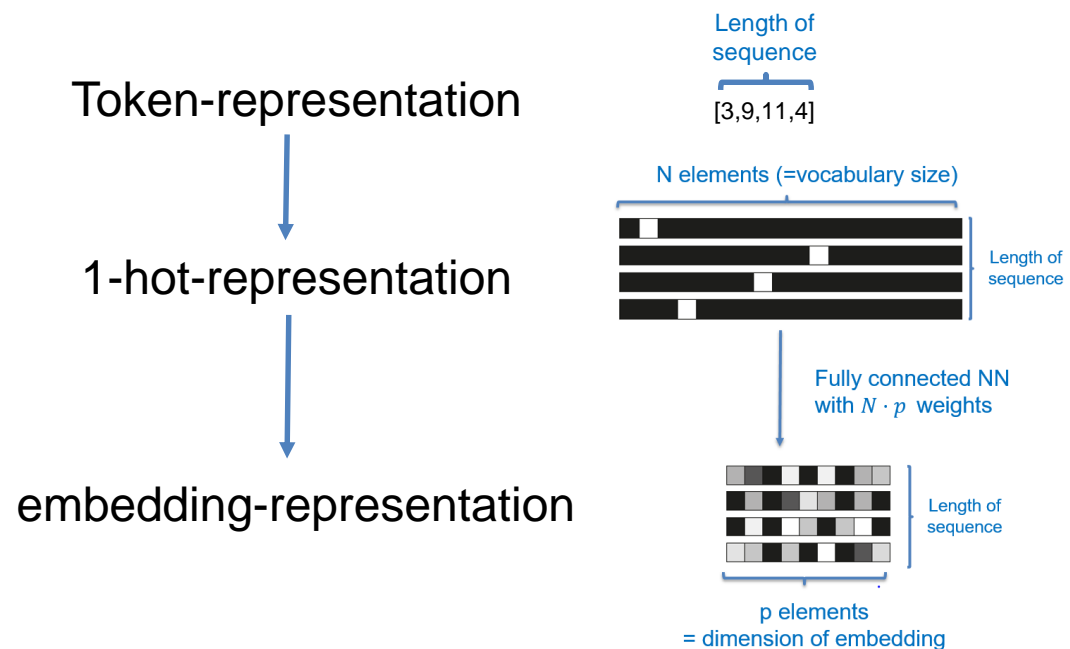 Length of
sequence
Token-representation
[3,9,11,4]
N elements (=vocabulary size)
1-hot-representation
Length of
sequence
Fully connected NN
with N · p weights
embedding-representation
Length of
sequence
p elements
= dimension of embedding